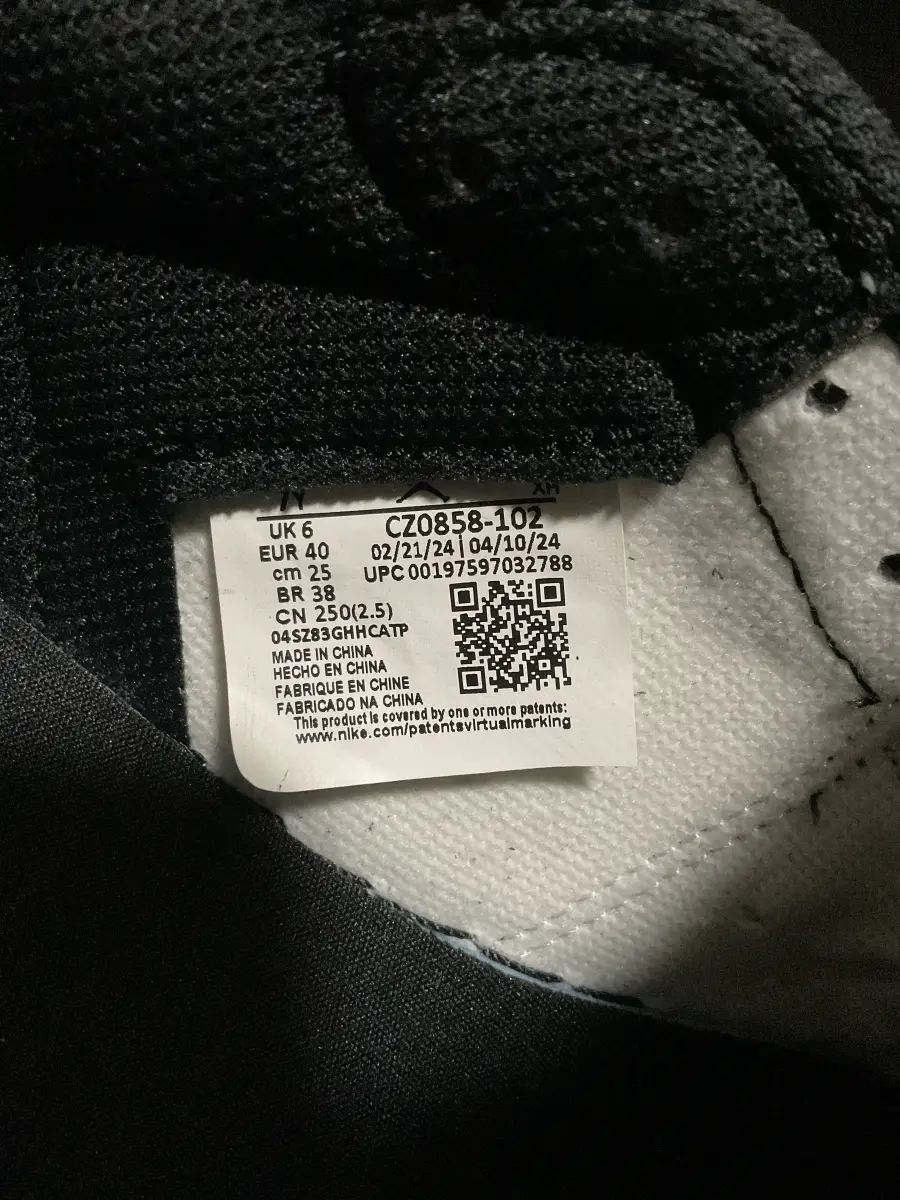 UK 6
EUR 40
cm 25
BR 38
CN 250(2.5)
CZ0858-102
02/21/24 | 04/10/24
UPC 00197597032788
04SZ83GHHCATP
MADE IN CHINA
HECHO EN CHINA
FABRIQUE EN CHINE
FABRICADO NA CHINA
This product is covered by one or more patents:
www.nike.com/patentsvirtualmarking